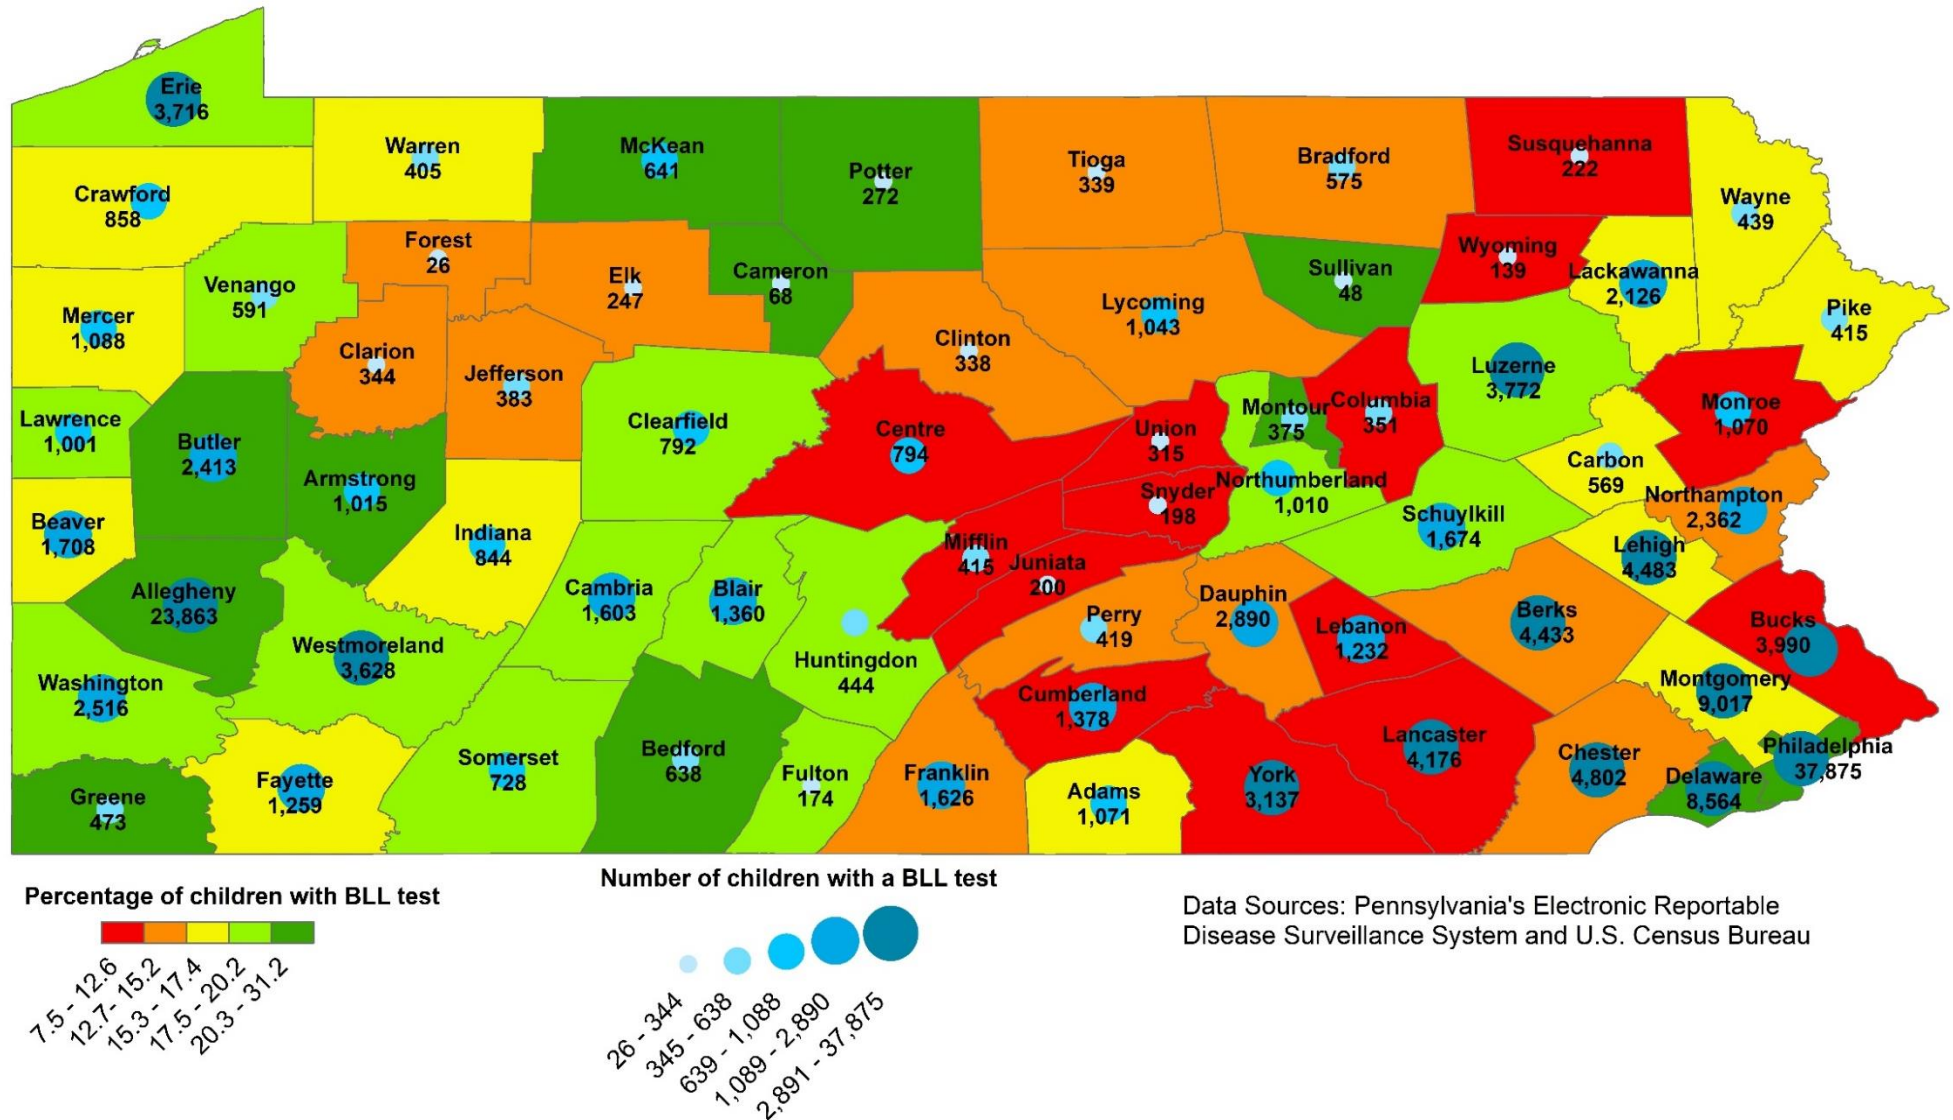 Erie
3,716
Warren
405
McKean
641
Potter
272
Tioga
339
Bradford
575
Susquehanna
222
Wayne
439
Crawford
858
Forest
26
Elk
247
Cameron
68
Sullivan
48
Wyoming
139
Lackawanna
2,126
Pike
415
Venango
591
Mercer
1,088
Clarion
344
Jefferson
383
Clinton
338
Lycoming
1,043
Luzerne
3,772
Monroe
1,070
Lawrence
1,001
Butler
2,413
Armstrong
1,015
Clearfield
792
Centre
794
Union
315
Montour
375
Columbia
351
Carbon
569
Northampton
2,362
Beaver
1,708
Indiana
844
Snyder
198
Northumberland
1,010
Schuylkill
1,674
Lehigh
4,483
Allegheny
23,863
Westmoreland
3,628
Cambria
1,603
Blair
1,360
Huntingdon
444
Mifflin
415
Juniata
200
Perry
419
Dauphin
2,890
Lebanon
1,232
Berks
4,433
Bucks
3,990
Washington
2,516
Montgomery
9,017
Greene
473
Fayette
1,259
Somerset
728
Bedford
638
Fulton
174
Franklin
1,626
Cumberland
1,378
Adams
1,071
York
3,137
Lancaster
4,176
Chester
4,802
Delaware
8,564
Philadelphia
37,875
Percentage of children with BLL test
7.5 - 12.6
12.7- 15.2
15.3 - 17.4
17.5 - 20.2
20.3 - 31.2
Number of children with a BLL test
26 - 344
345 - 638
639 - 1,088
1,089 - 2,890
2,891 - 37,875
Data Sources: Pennsylvania's Electronic Reportable
Disease Surveillance System and U.S. Census Bureau